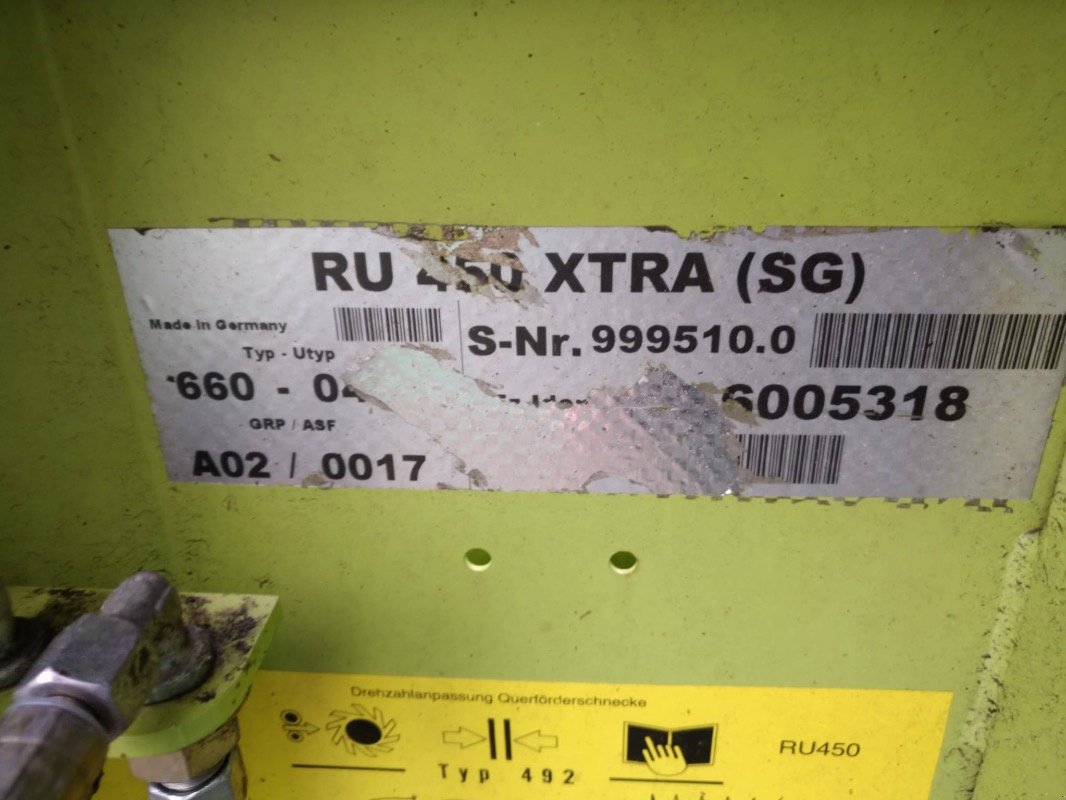 RU 450 XTRA (SG)
Made in Germany
S-Nr. 999510.0
Typ - Utyp
660 - 04
6005318
GRP / ASF
A02 / 0017
Drehzahlanpassung Querförderschnecke
RU450
Typ 492